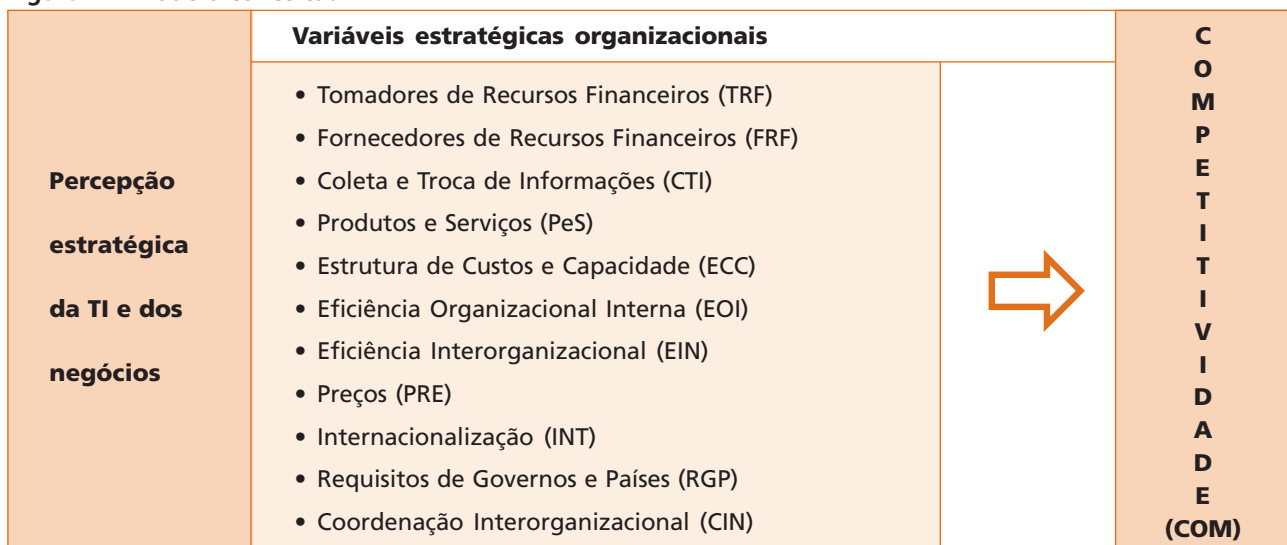 Variáveis estratégicas organizacionais
Percepção
estratégica
da TI e dos
negócios
• Tomadores de Recursos Financeiros (TRF)
• Fornecedores de Recursos Financeiros (FRF)
• Coleta e Troca de Informações (CTI)
• Produtos e Serviços (PeS)
• Estrutura de Custos e Capacidade (ECC)
• Eficiência Organizacional Interna (EOI)
• Eficiência Interorganizacional (EIN)
• Preços (PRE)
• Internacionalização (INT)
• Requisitos de Governos e Países (RGP)
• Coordenação Interorganizacional (CIN)
C
O
M
P
E
T
I
T
I
V
I
D
A
D
E
(COM)